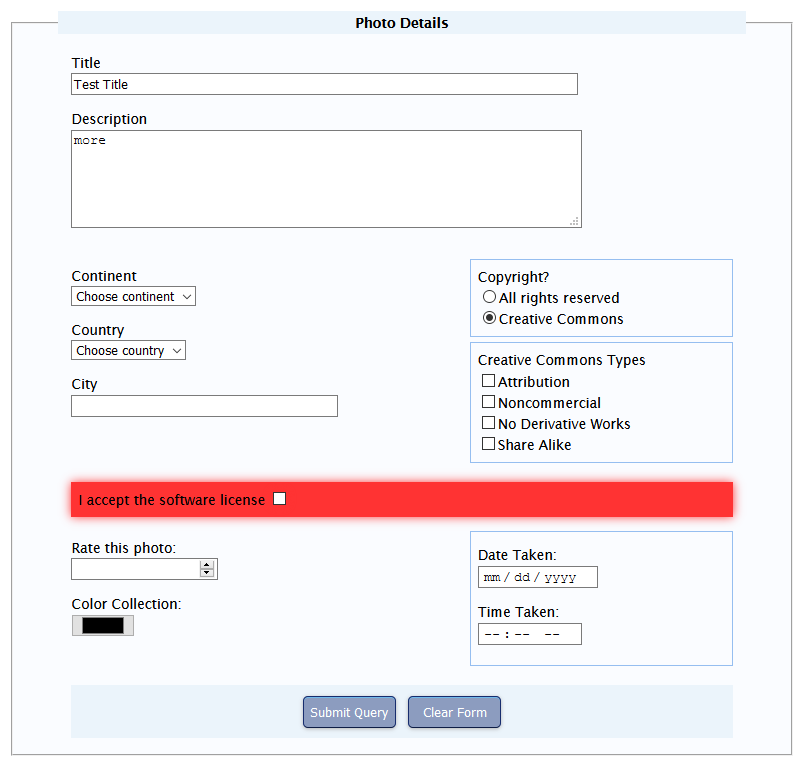 Photo Details
Title
Test Title
Description
more
Continent
Choose continent
Country
Choose country
City
Copyright?
All rights reserved
Creative Commons
Creative Commons Types
Attribution
Noncommercial
No Derivative Works
Share Alike
I accept the software license
Rate this photo:
Color Collection:
Date Taken:
mm / dd / yyyy
Time Taken:
-- : -- --
Submit Query Clear Form